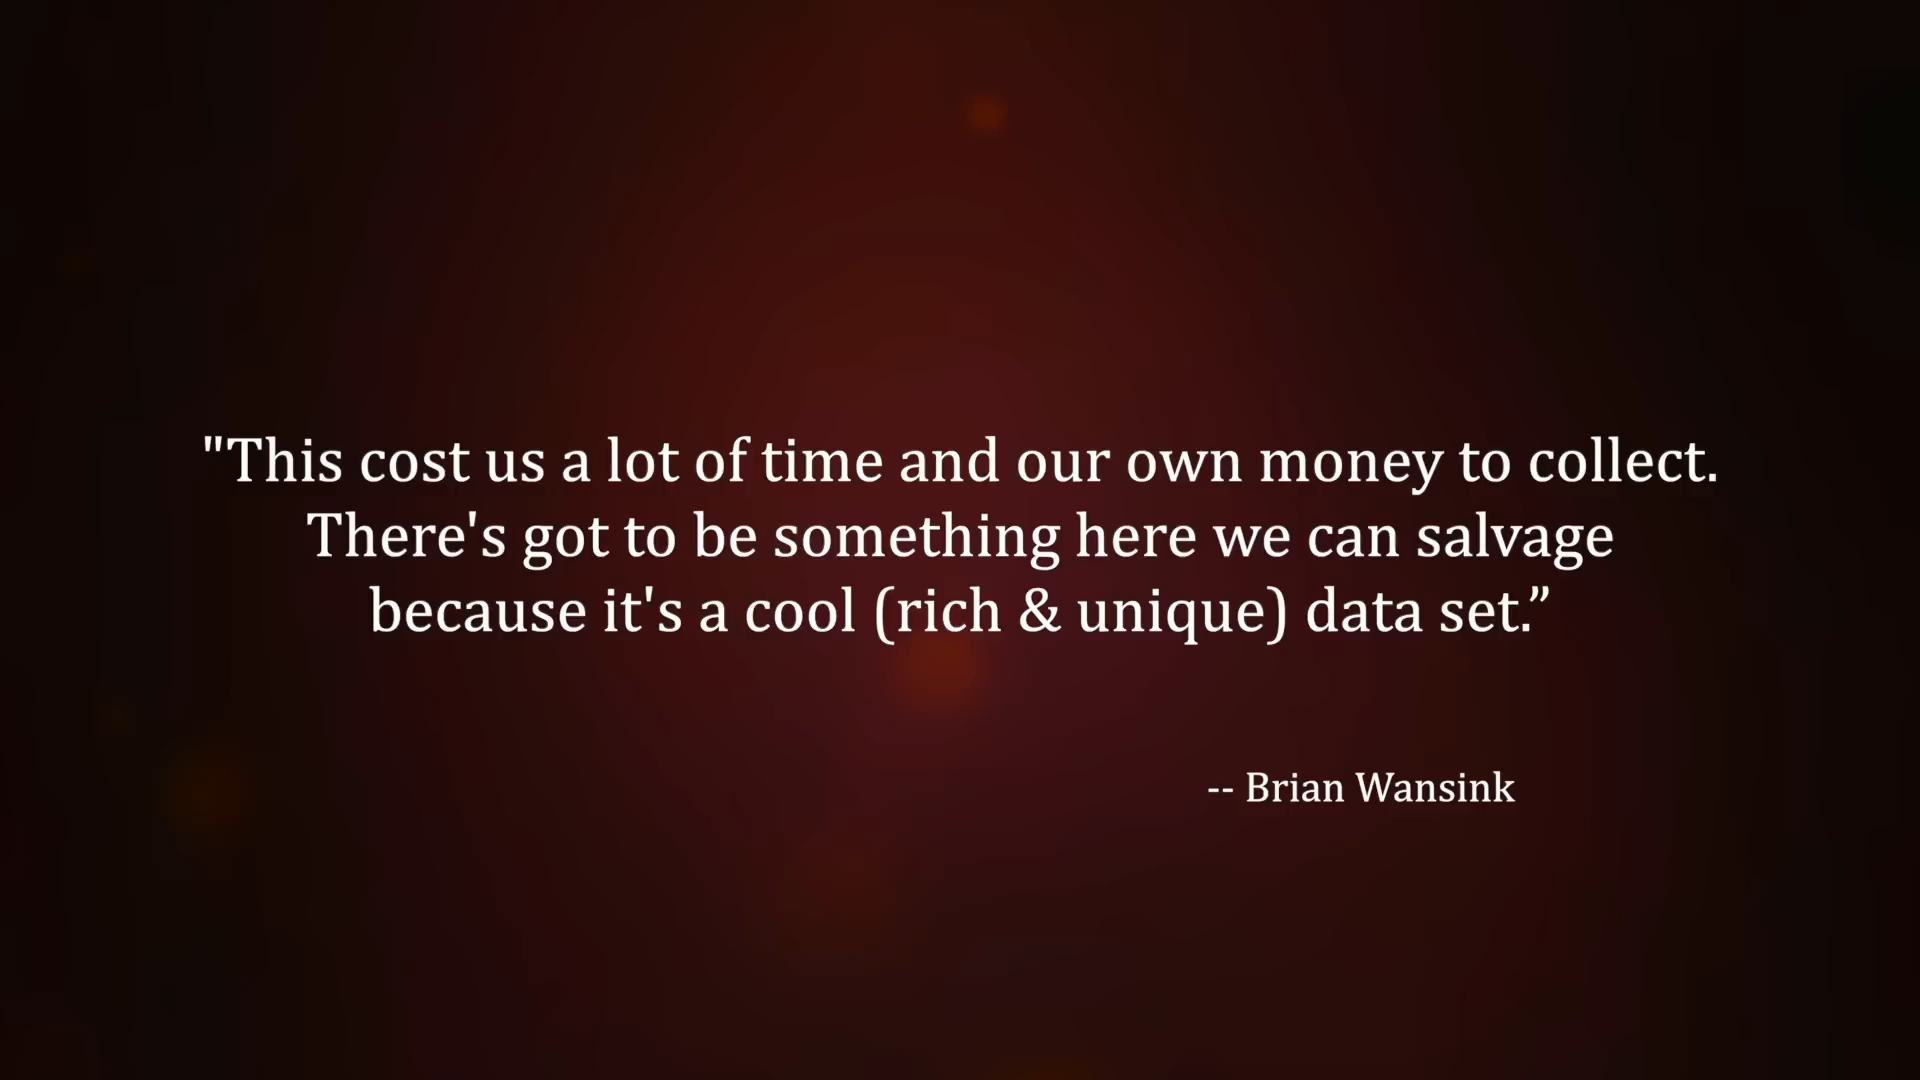 "This cost us a lot of time and our own money to collect.
There's got to be something here we can salvage
because it's a cool (rich & unique) data set.”
-- Brian Wansink